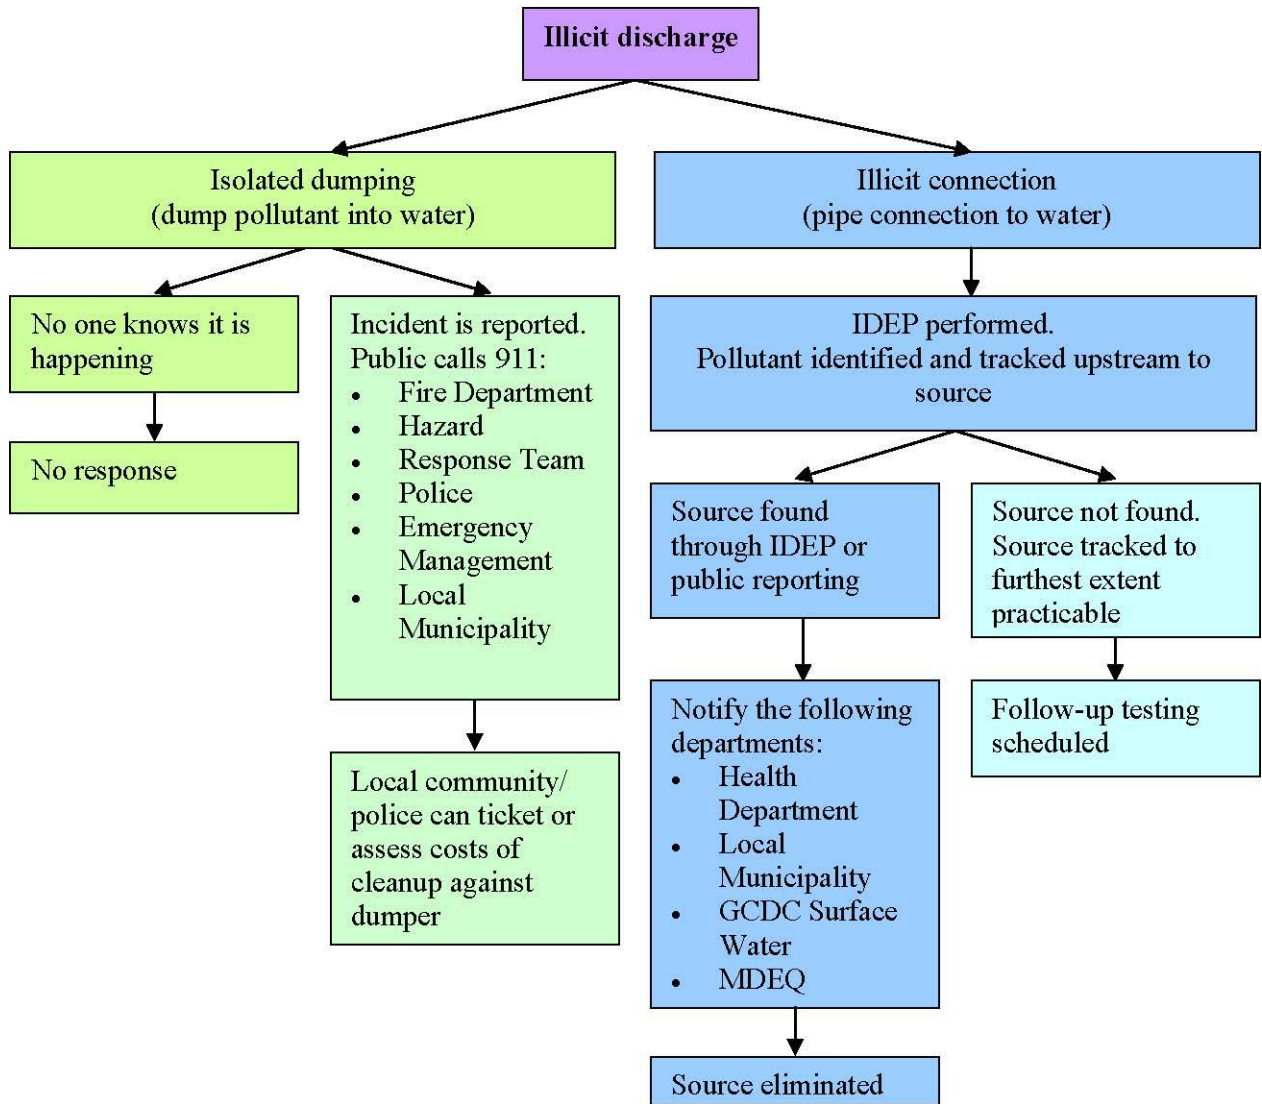 Illicit discharge
Isolated dumping
(dump pollutant into water)
Illicit connection
(pipe connection to water)
No one knows it is
happening
No response
Incident is reported.
Public calls 911:
• Fire Department
• Hazard
• Response Team
• Police
• Emergency
Management
• Local
Municipality
Local community/
police can ticket or
assess costs of
cleanup against
dumper
IDEP performed.
Pollutant identified and tracked upstream to
source
Source found
through IDEP or
public reporting
Notify the following
departments:
• Health
Department
• Local
Municipality
• GCDC Surface
Water
• MDEQ
Source eliminated
Source not found.
Source tracked to
furthest extent
practicable
Follow-up testing
scheduled